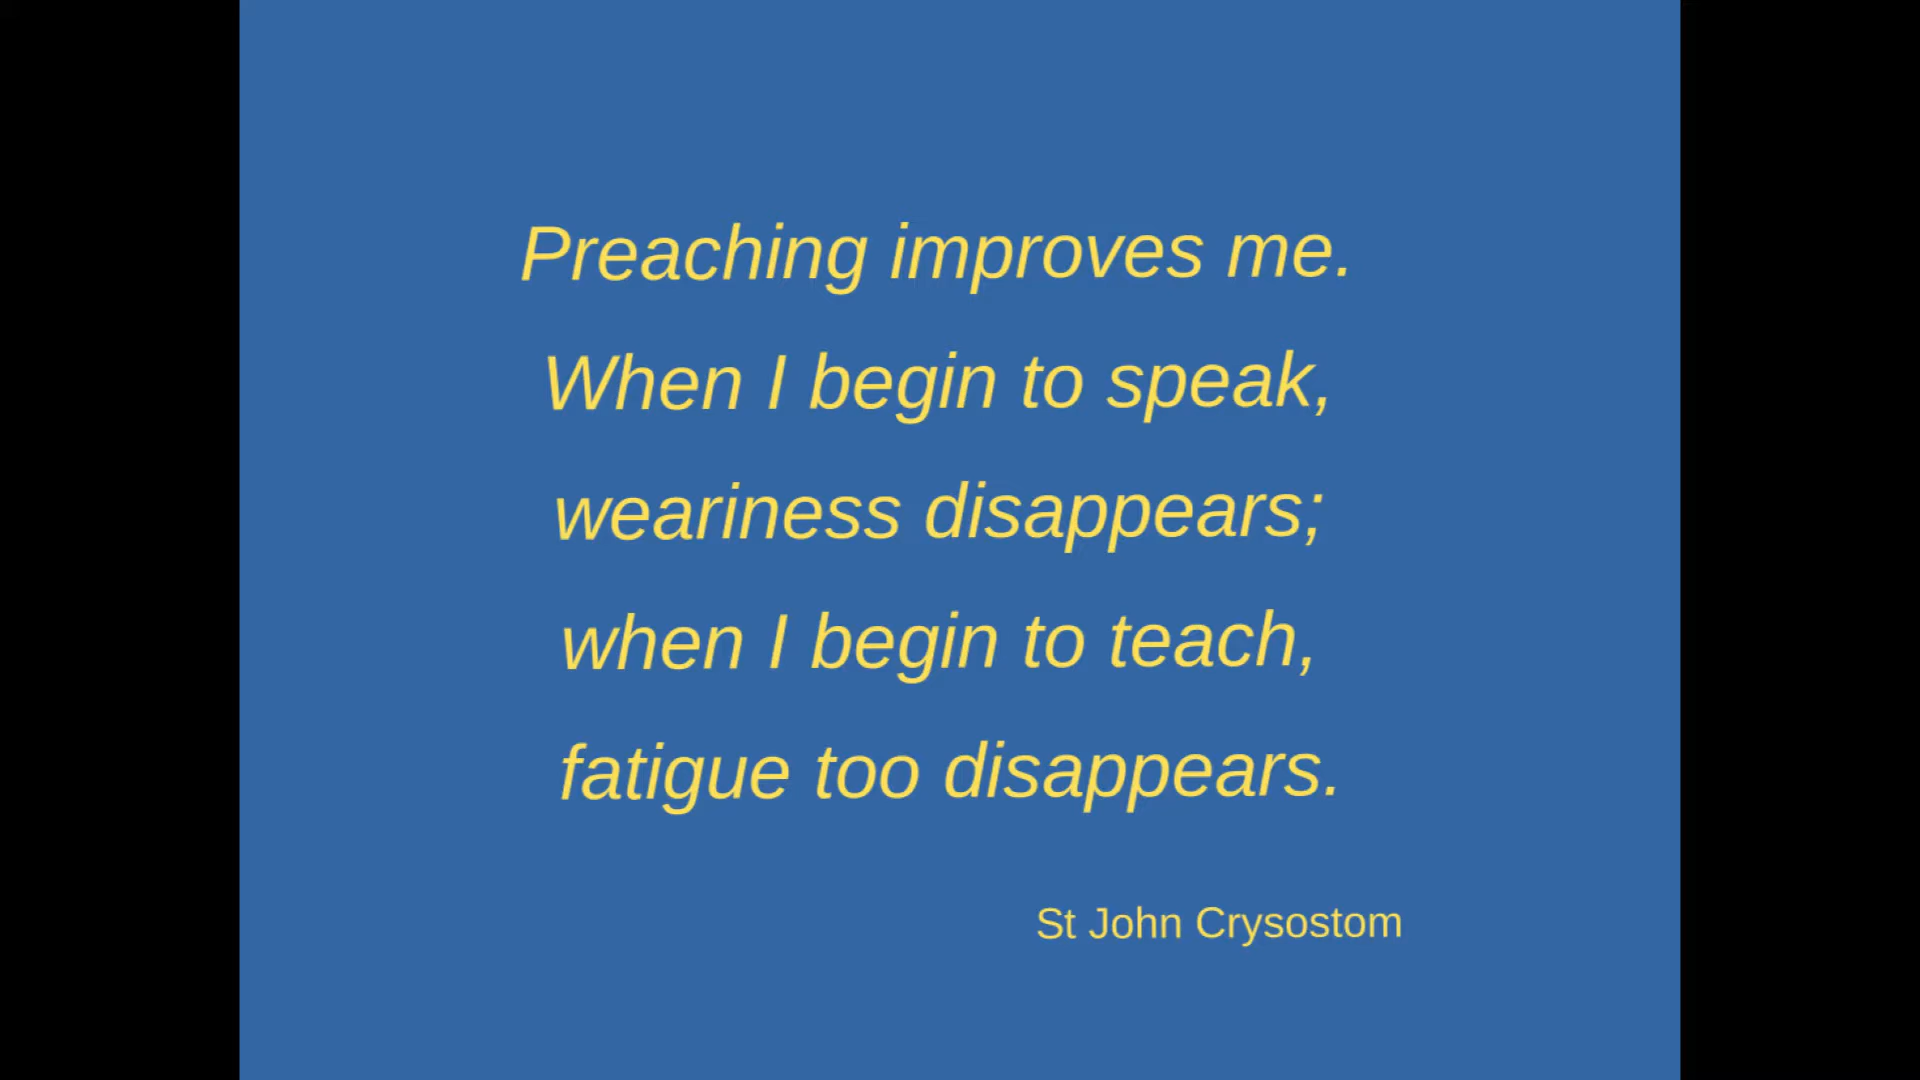 Preaching improves me.
When I begin to speak,
weariness disappears;
when I begin to teach,
fatigue too disappears.
St John Crysostom